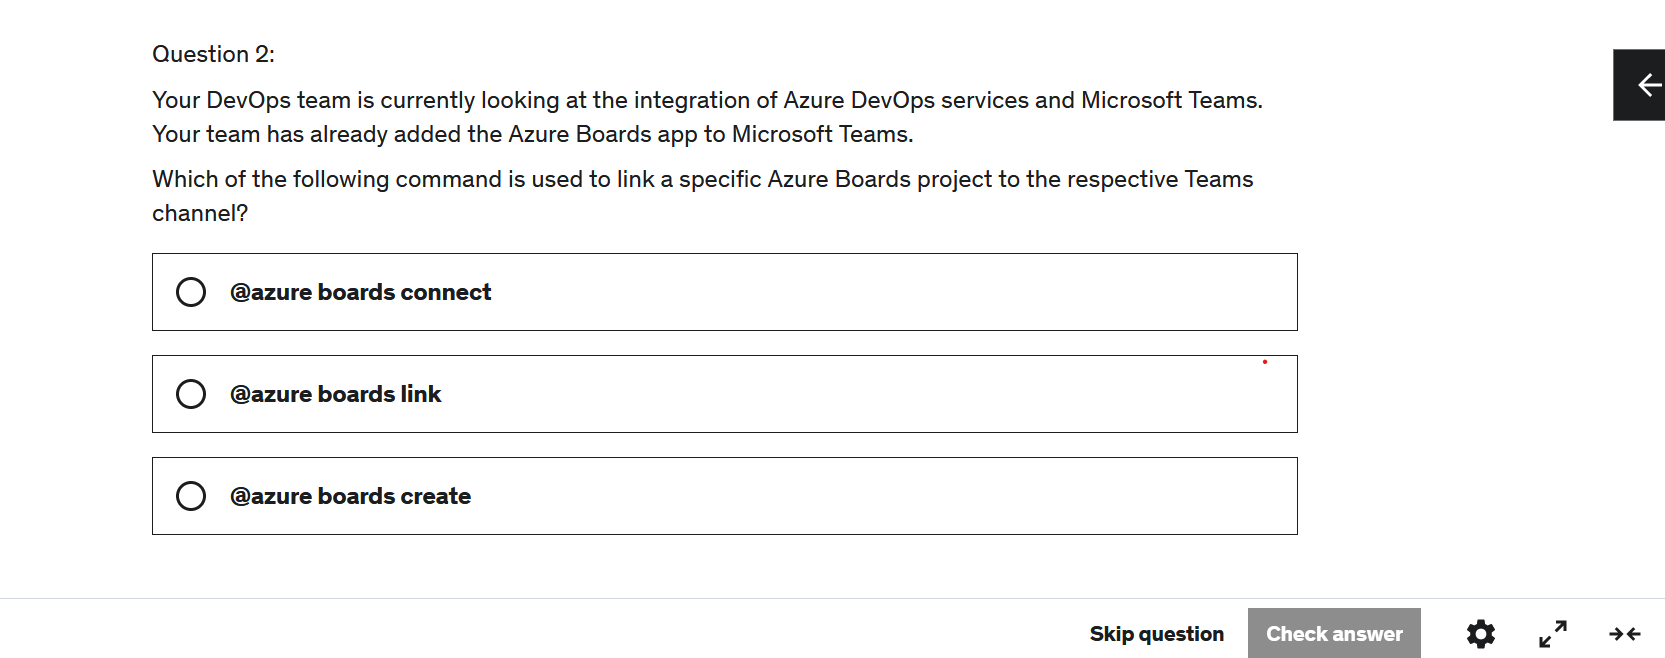 Question 2:
Your DevOps team is currently looking at the integration of Azure DevOps services and Microsoft Teams.
Your team has already added the Azure Boards app to Microsoft Teams.
Which of the following command is used to link a specific Azure Boards project to the respective Teams
channel?
@azure boards connect
@azure boards link
@azure boards create
Skip question
Check answer